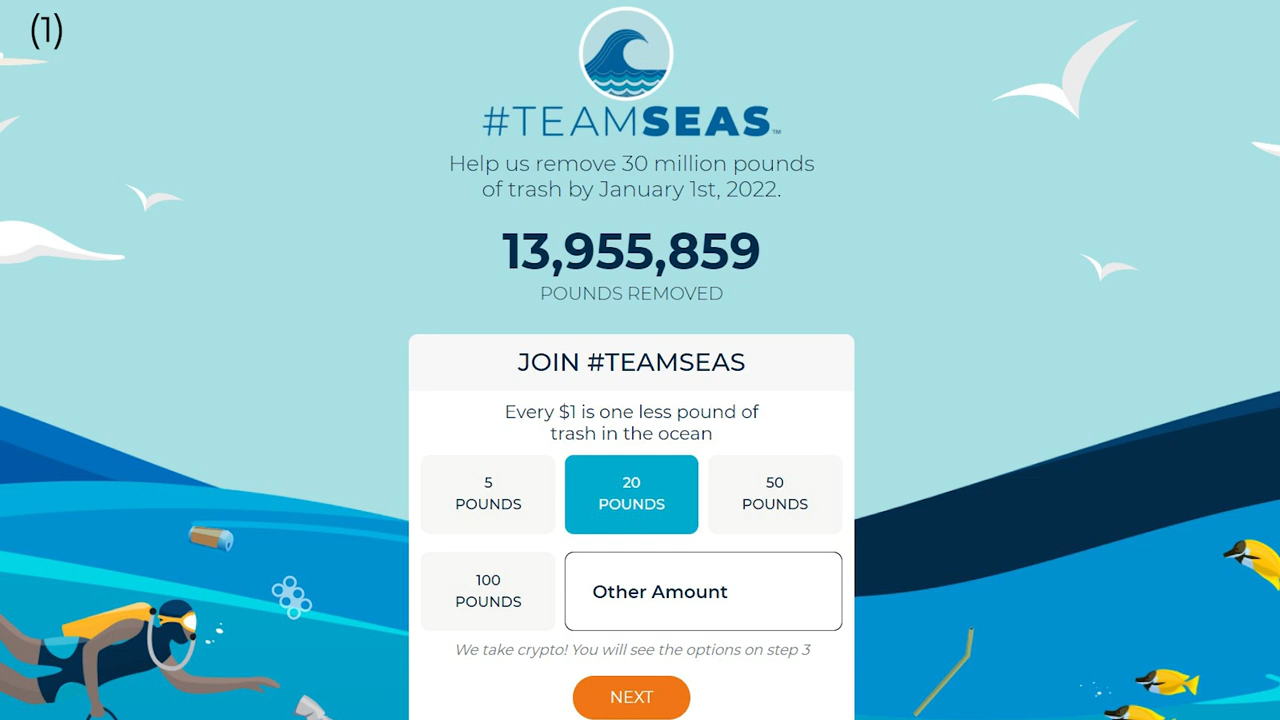 (1)
#TEAMSEAS™
Help us remove 30 million pounds
of trash by January 1st, 2022.
13,955,859
POUNDS REMOVED
JOIN #TEAMSEAS
Every $1 is one less pound of
trash in the ocean
5
POUNDS
20
POUNDS
50
POUNDS
100
POUNDS
Other Amount
We take crypto! You will see the options on step 3
NEXT